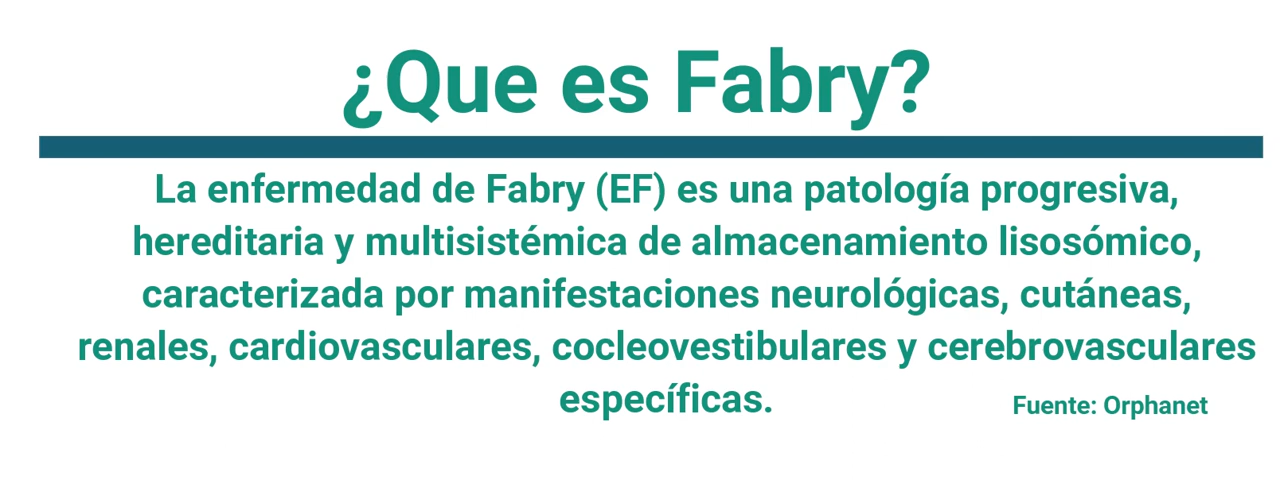 ¿Que es Fabry?
La enfermedad de Fabry (EF) es una patología progresiva,
hereditaria y multisistémica de almacenamiento lisosómico,
caracterizada por manifestaciones neurológicas, cutáneas,
renales, cardiovasculares, cocleovestibulares y cerebrovasculares
específicas.
Fuente: Orphanet